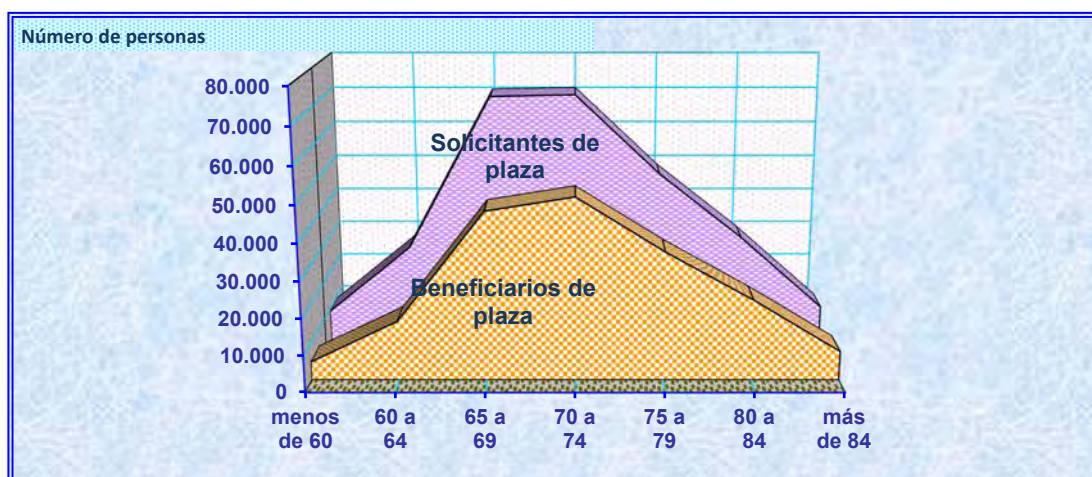 Número de personas
80.000
70.000
60.000
50.000
40.000
30.000
20.000
10.000
0
Solicitantes de
plaza
Beneficiarios de
plaza
menos
de 60
60 a
64
65 a
69
70 a
74
75 a
79
80 a
84
más
de 84